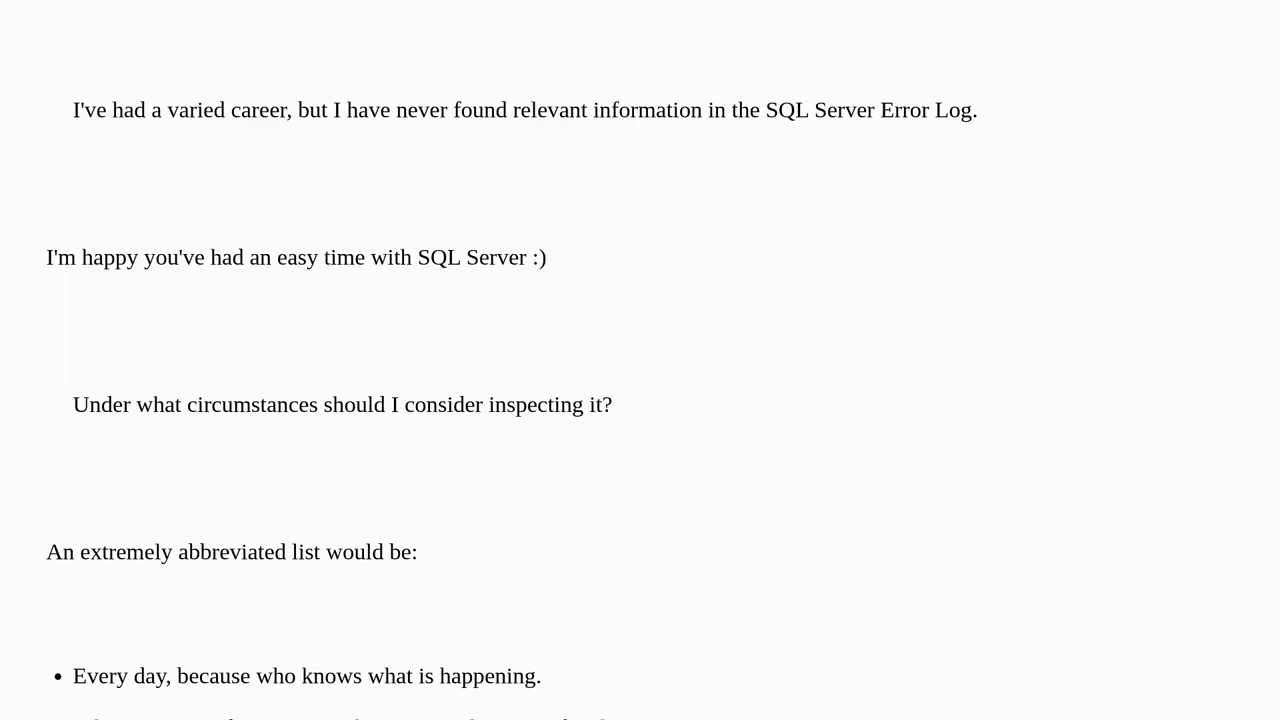 I've had a varied career, but I have never found relevant information in the SQL Server Error Log.
I'm happy you've had an easy time with SQL Server :)
Under what circumstances should I consider inspecting it?
An extremely abbreviated list would be:
• Every day, because who knows what is happening.